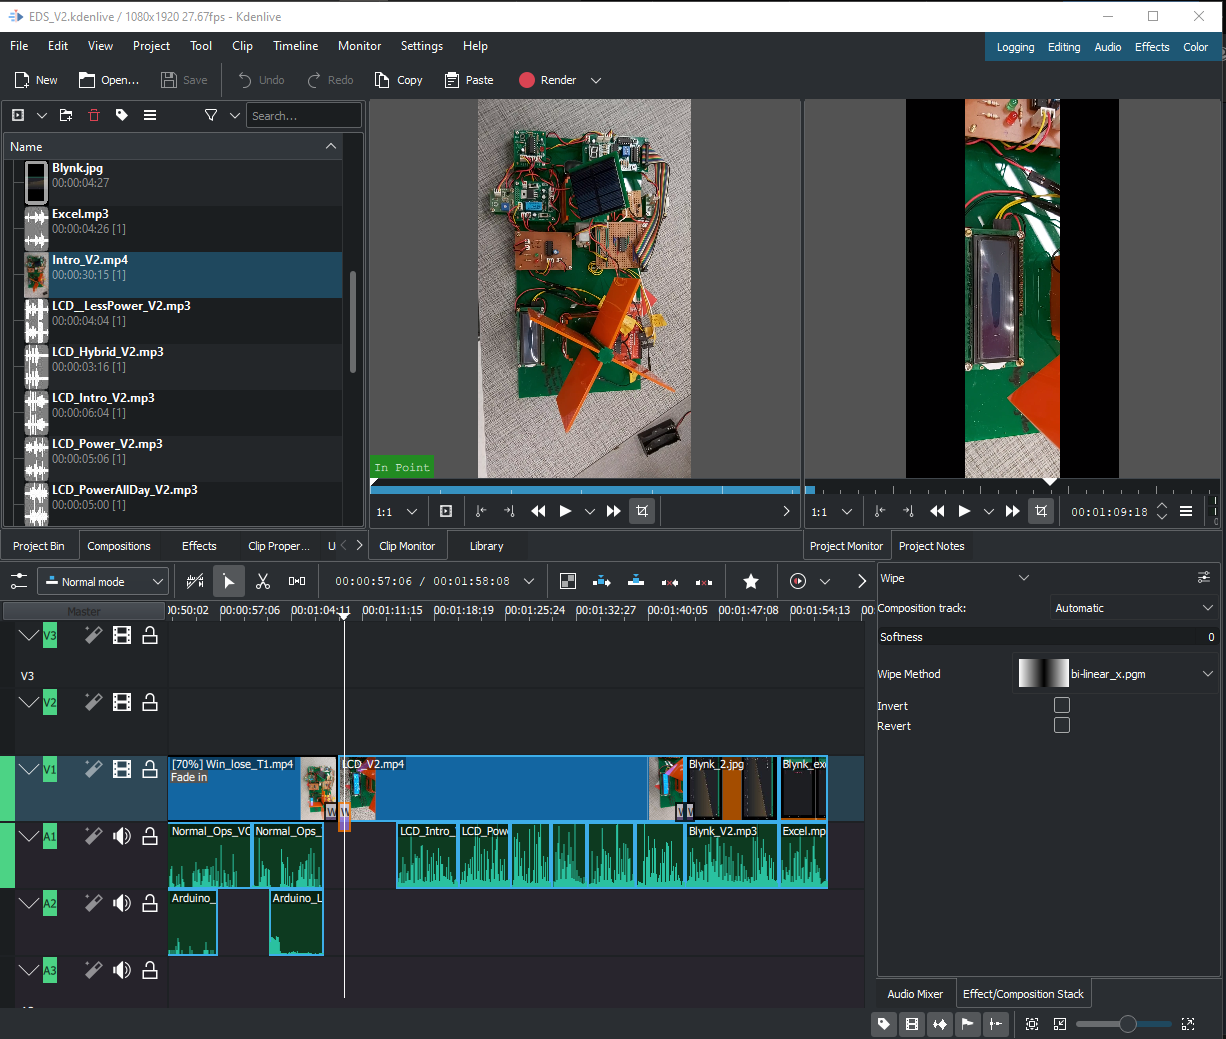 EDS_V2.kdenlive / 1080x1920 27.67fps - Kdenlive
File Edit View Project Tool Clip Timeline Monitor Settings Help
Logging Editing Audio Effects Color
New Open... Save Undo Redo Copy Paste Render
Search...
Name
Blynk.jpg
00:00:04:27
Excel.mp3
00:00:04:26 [1]
Intro_V2.mp4
00:00:30:15 [1]
LCD__LessPower_V2.mp3
00:00:04:04 [1]
LCD_Hybrid_V2.mp3
00:00:03:16 [1]
LCD_Intro_V2.mp3
00:00:06:04 [1]
LCD_Power_V2.mp3
00:00:05:06 [1]
LCD_PowerAllDay_V2.mp3
00:00:05:00 [1]
In Point
1:1
1:1
00:01:09:18
0
Project Bin Compositions Effects Clip Proper... U
Clip Monitor Library
Project Monitor Project Notes
Normal mode
00:00:57:06 / 00:01:58:08
Master
00:50:02 00:00:57:06 00:01:04:11 00:01:11:15 00:01:18:19 00:01:25:24 00:01:32:27 00:01:40:05 00:01:47:08 00:01:54:13 00
V3
V3
V2
V1
[70%] Win_lose_T1.mp4
Fade in
W
LCD_V2.mp4
W
W
W
Blynk_2.jpg
Blynk_ex
A1
Normal_Ops_VO
Normal_Ops_
LCD_Intro_
LCD_Pow
Blynk_V2.mp3
Excel.mp
A2
Arduino_
Arduino_L
A3
Wipe
Composition track: Automatic
Softness 0
Wipe Method bi-linear_x.pgm
Invert
Revert
Audio Mixer Effect/Composition Stack